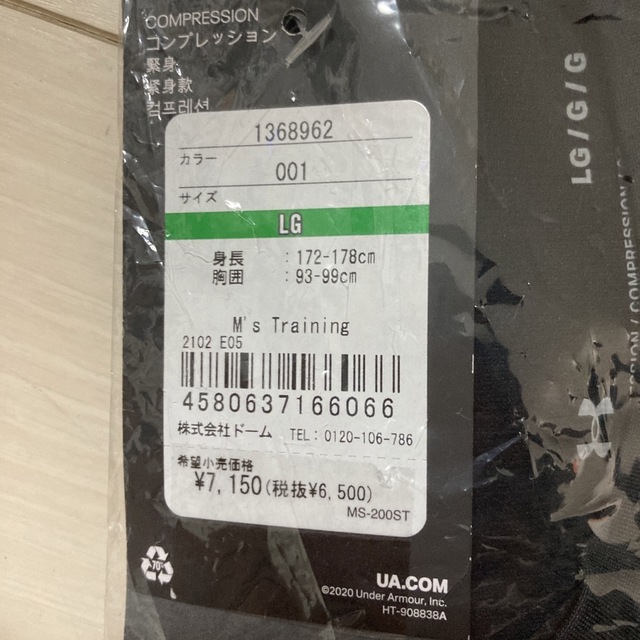 COMPRESSION
コンプレッション
緊身
紧身款
컴프레션
1368962
カラー
001
サイズ
LG
身長 :172-178cm
胸囲 :93-99cm
M's Training
2102 E05
4580637166066
株式会社ドーム TEL: 0120-106-786
希望小売価格
¥7,150(税抜¥6,500)
MS-200ST
70%
UA.COM
©2020 Under Armour, Inc.
HT-908838A
LG / G / G
COMPRESSION